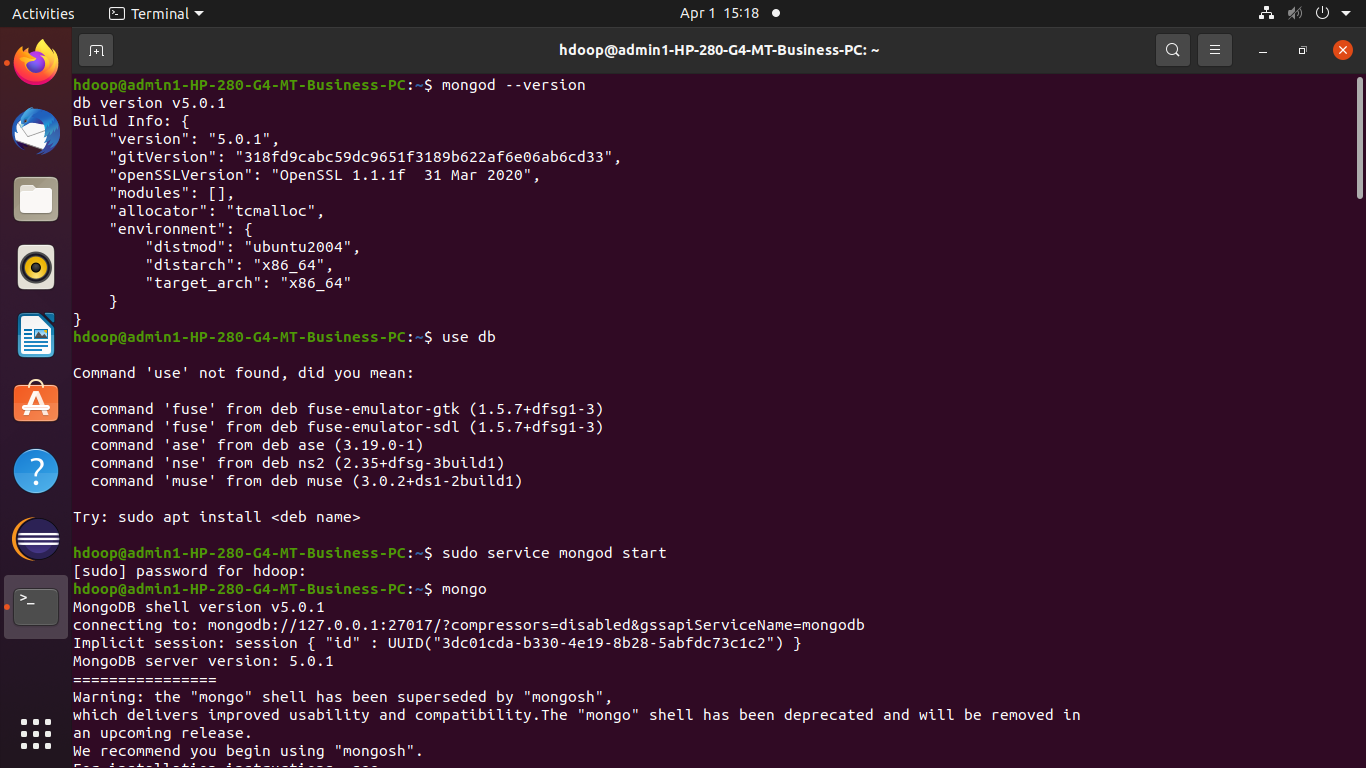 Activities
Terminal
Apr 1 15:18
hdoop@admin1-HP-280-G4-MT-Business-PC: ~
hdoop@admin1-HP-280-G4-MT-Business-PC:~$ mongod --version
db version v5.0.1
Build Info: {
    "version": "5.0.1",
    "gitVersion": "318fd9cabc59dc9651f3189b622af6e06ab6cd33",
    "openSSLVersion": "OpenSSL 1.1.1f  31 Mar 2020",
    "modules": [],
    "allocator": "tcmalloc",
    "environment": {
        "distmod": "ubuntu2004",
        "distarch": "x86_64",
        "target_arch": "x86_64"
    }
}
hdoop@admin1-HP-280-G4-MT-Business-PC:~$ use db
Command 'use' not found, did you mean:
  command 'fuse' from deb fuse-emulator-gtk (1.5.7+dfsg1-3)
  command 'fuse' from deb fuse-emulator-sdl (1.5.7+dfsg1-3)
  command 'ase' from deb ase (3.19.0-1)
  command 'nse' from deb ns2 (2.35+dfsg-3build1)
  command 'muse' from deb muse (3.0.2+ds1-2build1)
Try: sudo apt install <deb name>
hdoop@admin1-HP-280-G4-MT-Business-PC:~$ sudo service mongod start
[sudo] password for hdoop:
hdoop@admin1-HP-280-G4-MT-Business-PC:~$ mongo
MongoDB shell version v5.0.1
connecting to: mongodb://127.0.0.1:27017/?compressors=disabled&gssapiServiceName=mongodb
Implicit session: session { "id" : UUID("3dc01cda-b330-4e19-8b28-5abfdc73c1c2") }
MongoDB server version: 5.0.1
================
Warning: the "mongo" shell has been superseded by "mongosh",
which delivers improved usability and compatibility.The "mongo" shell has been deprecated and will be removed in
an upcoming release.
We recommend you begin using "mongosh".